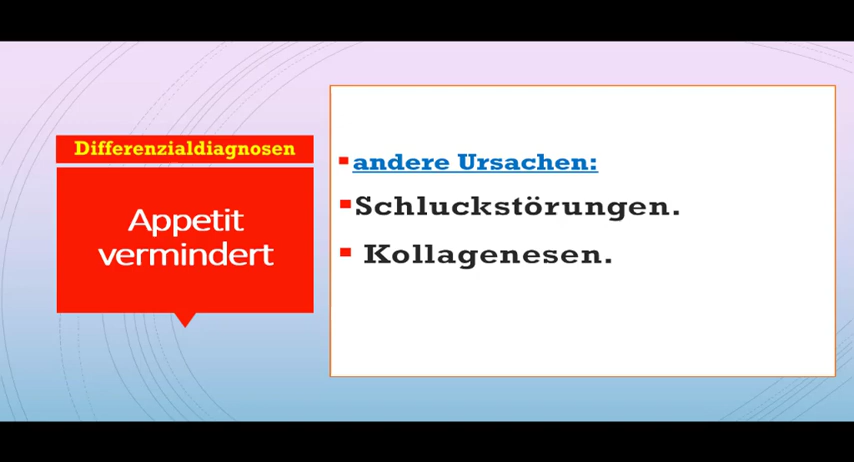 Differenzialdiagnosen
Appetit
vermindert
andere Ursachen:
Schluckstörungen.
Kollagenesen.